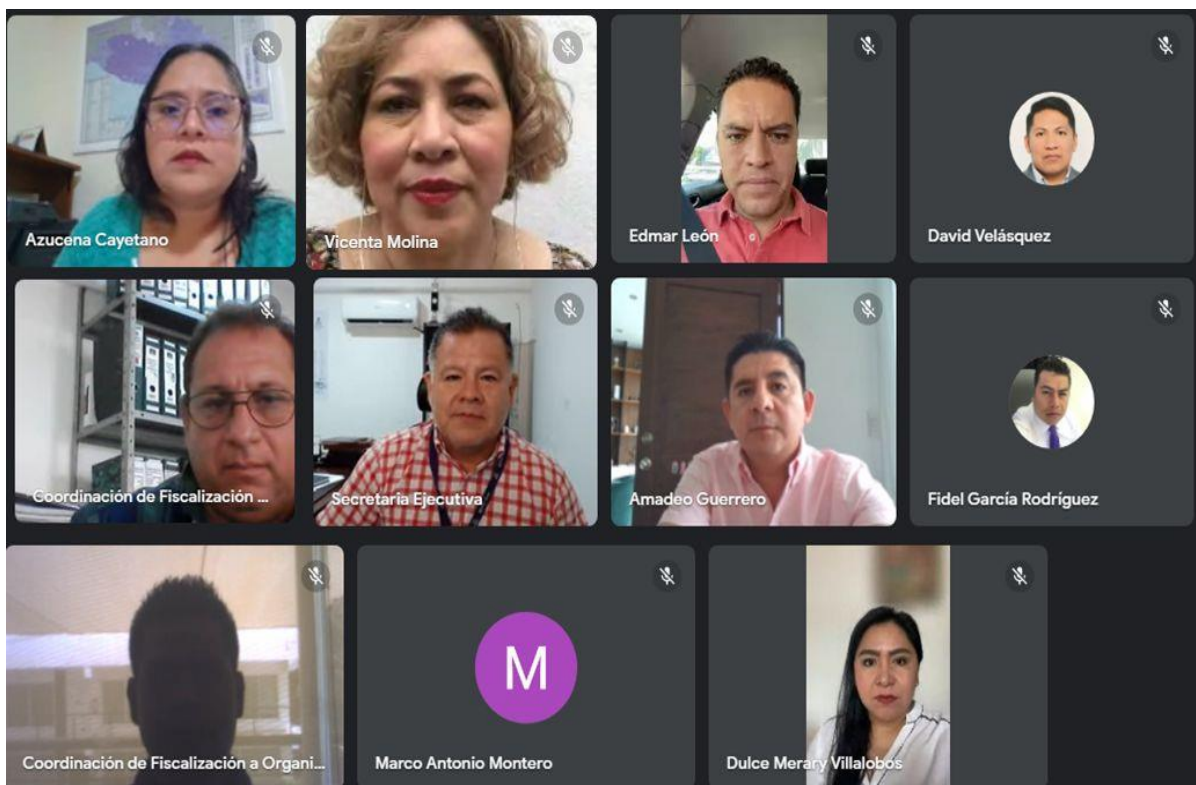 Azucena Cayetano
Vicenta Molina
Edmar León
David Velásquez
Coordinación de Fiscalización ...
Secretaria Ejecutiva
Amadeo Guerrero
Fidel García Rodríguez
Coordinación de Fiscalización a Organi...
M
Marco Antonio Montero
Dulce Merary Villalobos